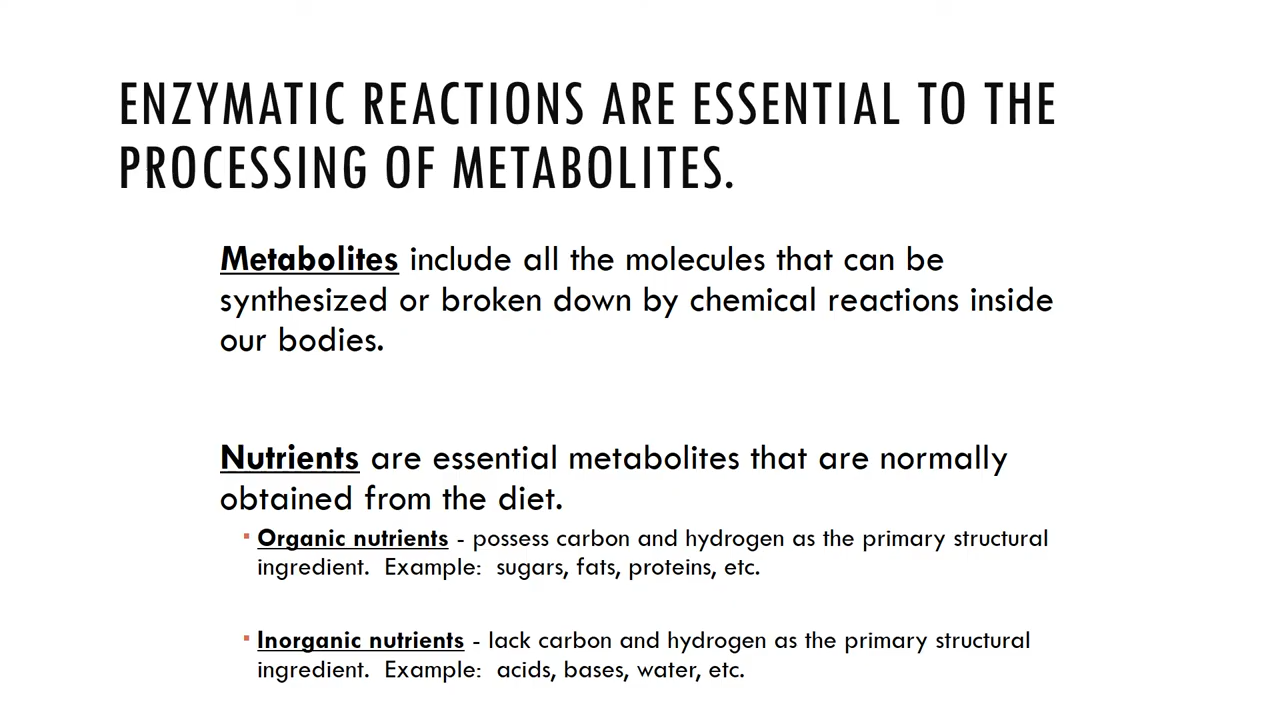 ENZYMATIC REACTIONS ARE ESSENTIAL TO THE
PROCESSING OF METABOLITES.
Metabolites include all the molecules that can be
synthesized or broken down by chemical reactions inside
our bodies.
Nutrients are essential metabolites that are normally
obtained from the diet.
▪ Organic nutrients - possess carbon and hydrogen as the primary structural
ingredient.  Example:  sugars, fats, proteins, etc.
▪ Inorganic nutrients - lack carbon and hydrogen as the primary structural
ingredient.  Example:  acids, bases, water, etc.